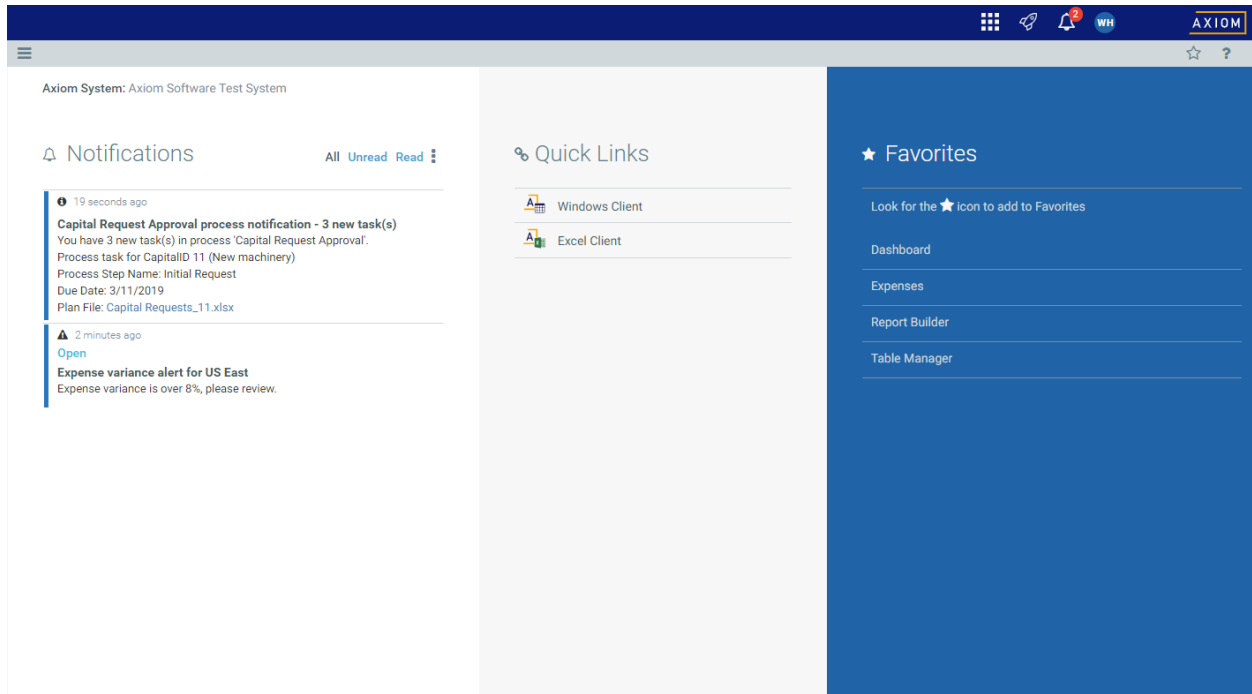 2
WH
AXIOM
?
Axiom System: Axiom Software Test System
Notifications
All Unread Read
19 seconds ago
Capital Request Approval process notification - 3 new task(s)
You have 3 new task(s) in process 'Capital Request Approval'.
Process task for CapitalID 11 (New machinery)
Process Step Name: Initial Request
Due Date: 3/11/2019
Plan File: Capital Requests_11.xlsx
2 minutes ago
Open
Expense variance alert for US East
Expense variance is over 8%, please review.
Quick Links
A Windows Client
A Excel Client
Favorites
Look for the icon to add to Favorites
Dashboard
Expenses
Report Builder
Table Manager